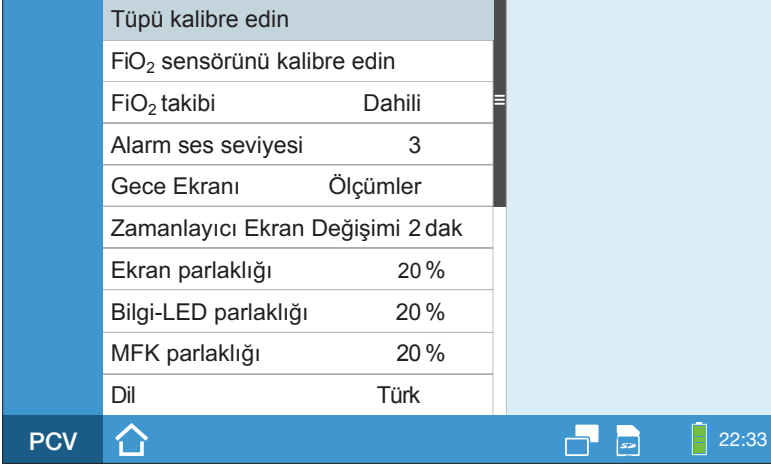 Tüpü kalibre edin
FiO₂ sensörünü kalibre edin
FiO₂ takibi Dahili
Alarm ses seviyesi 3
Gece Ekranı Ölçümler
Zamanlayıcı Ekran Değişimi 2 dak
Ekran parlaklığı 20 %
Bilgi-LED parlaklığı 20 %
MFK parlaklığı 20 %
Dil Türk
PCV 22:33